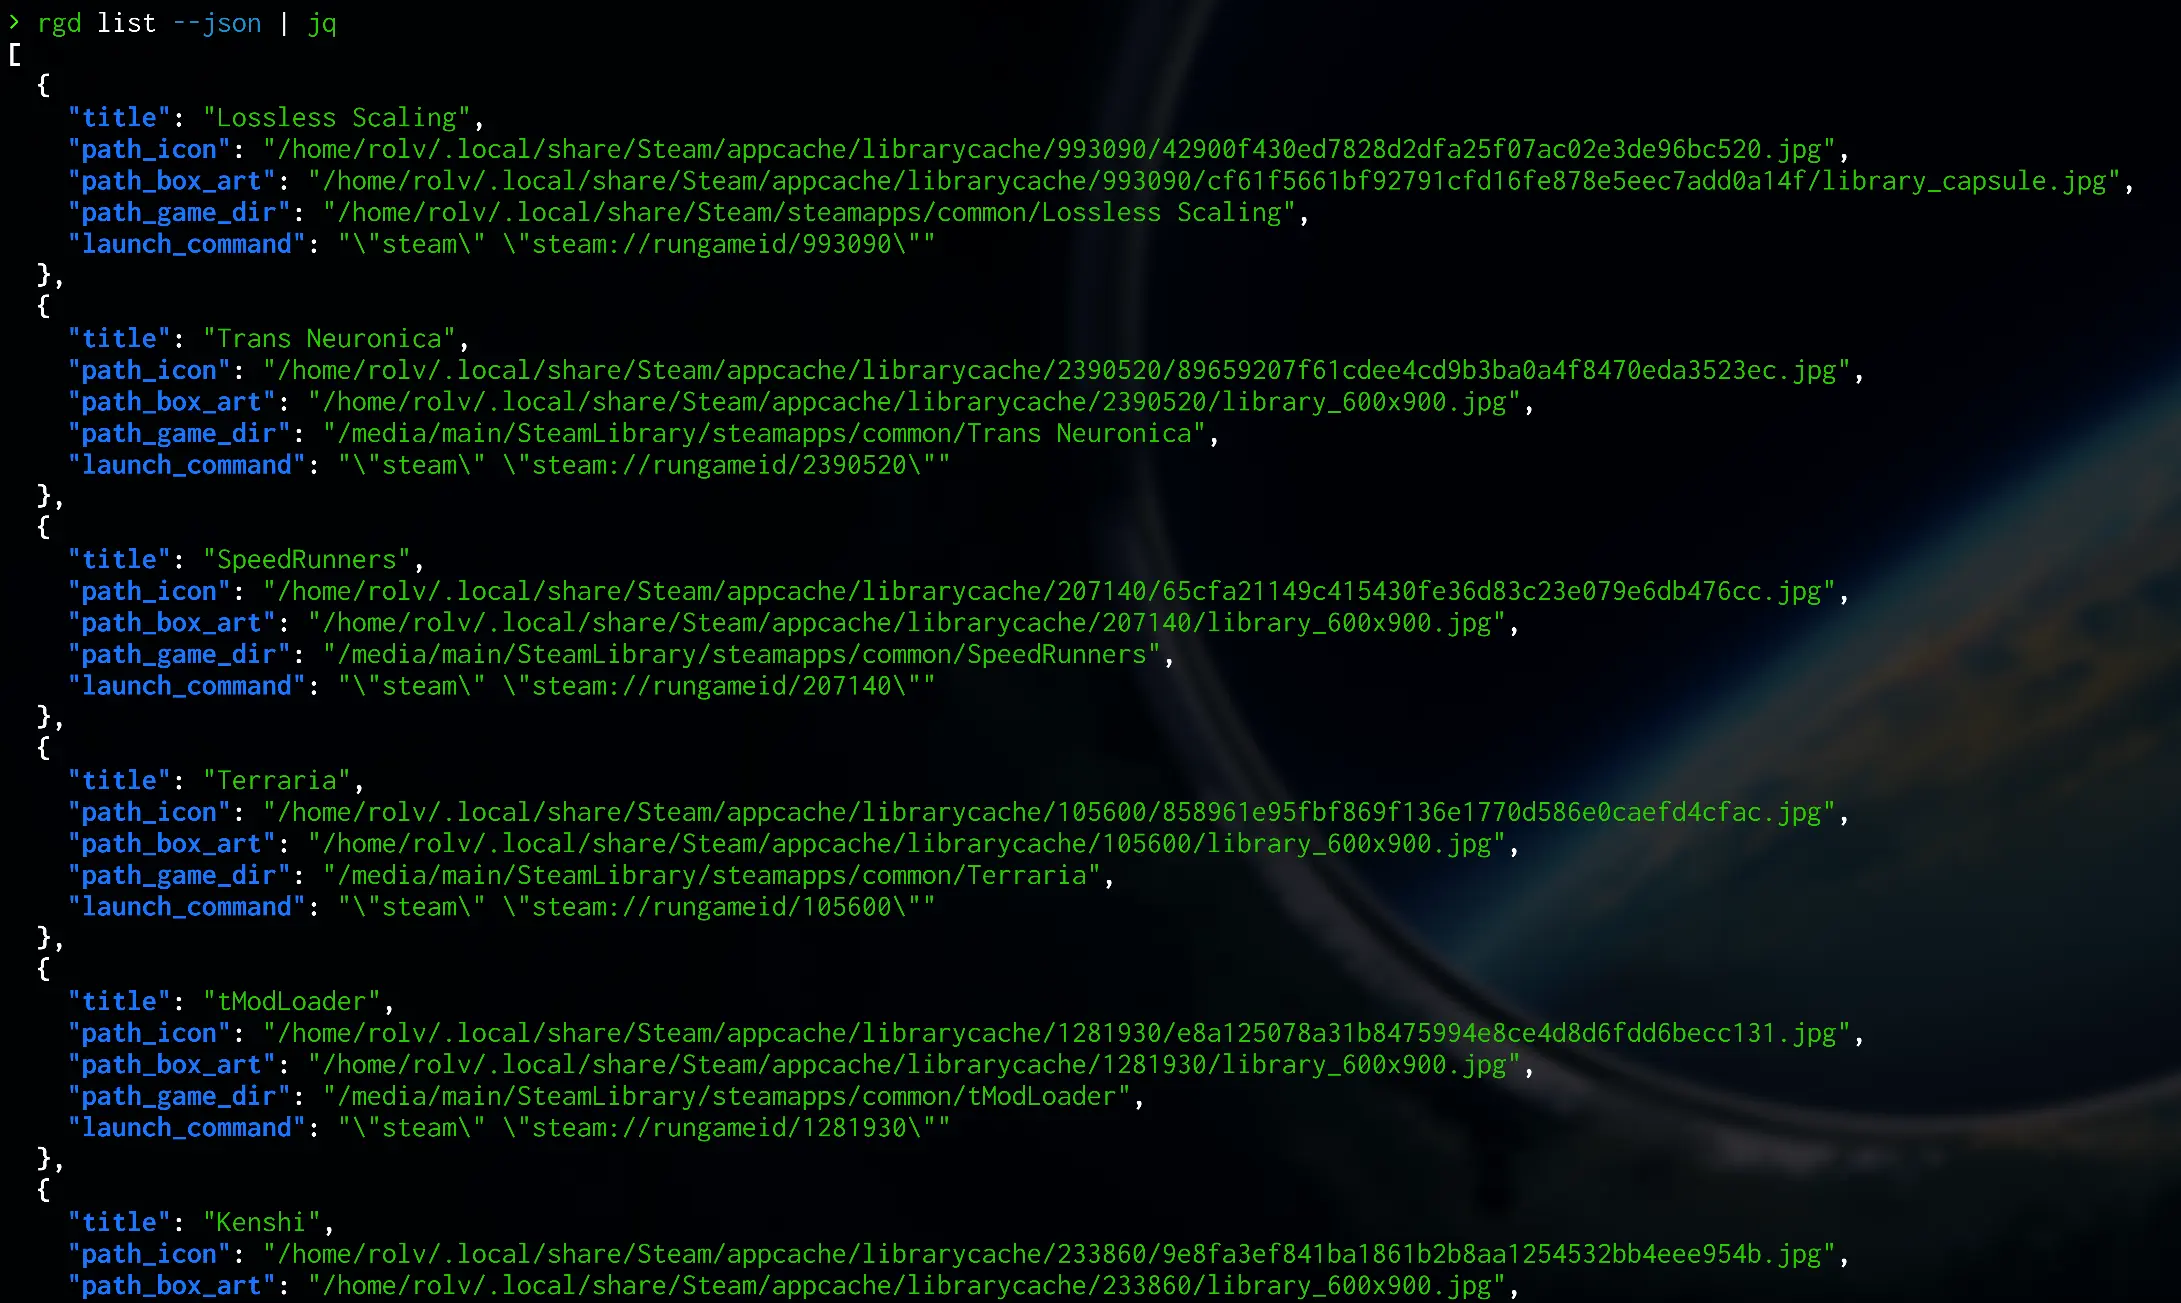 > rgd list --json | jq
[
  {
    "title": "Lossless Scaling",
    "path_icon": "/home/rolv/.local/share/Steam/appcache/librarycache/993090/42900f430ed7828d2dfa25f07ac02e3de96bc520.jpg",
    "path_box_art": "/home/rolv/.local/share/Steam/appcache/librarycache/993090/cf61f5661bf92791cfd16fe878e5eec7add0a14f/library_capsule.jpg",
    "path_game_dir": "/home/rolv/.local/share/Steam/steamapps/common/Lossless Scaling",
    "launch_command": "\"steam\" \"steam://rungameid/993090\""
  },
  {
    "title": "Trans Neuronica",
    "path_icon": "/home/rolv/.local/share/Steam/appcache/librarycache/2390520/89659207f61cdee4cd9b3ba0a4f8470eda3523ec.jpg",
    "path_box_art": "/home/rolv/.local/share/Steam/appcache/librarycache/2390520/library_600x900.jpg",
    "path_game_dir": "/media/main/SteamLibrary/steamapps/common/Trans Neuronica",
    "launch_command": "\"steam\" \"steam://rungameid/2390520\""
  },
  {
    "title": "SpeedRunners",
    "path_icon": "/home/rolv/.local/share/Steam/appcache/librarycache/207140/65cfa21149c415430fe36d83c23e079e6db476cc.jpg",
    "path_box_art": "/home/rolv/.local/share/Steam/appcache/librarycache/207140/library_600x900.jpg",
    "path_game_dir": "/media/main/SteamLibrary/steamapps/common/SpeedRunners",
    "launch_command": "\"steam\" \"steam://rungameid/207140\""
  },
  {
    "title": "Terraria",
    "path_icon": "/home/rolv/.local/share/Steam/appcache/librarycache/105600/858961e95fbf869f136e1770d586e0caefd4cfac.jpg",
    "path_box_art": "/home/rolv/.local/share/Steam/appcache/librarycache/105600/library_600x900.jpg",
    "path_game_dir": "/media/main/SteamLibrary/steamapps/common/Terraria",
    "launch_command": "\"steam\" \"steam://rungameid/105600\""
  },
  {
    "title": "tModLoader",
    "path_icon": "/home/rolv/.local/share/Steam/appcache/librarycache/1281930/e8a125078a31b8475994e8ce4d8d6fdd6becc131.jpg",
    "path_box_art": "/home/rolv/.local/share/Steam/appcache/librarycache/1281930/library_600x900.jpg",
    "path_game_dir": "/media/main/SteamLibrary/steamapps/common/tModLoader",
    "launch_command": "\"steam\" \"steam://rungameid/1281930\""
  },
  {
    "title": "Kenshi",
    "path_icon": "/home/rolv/.local/share/Steam/appcache/librarycache/233860/9e8fa3ef841ba1861b2b8aa1254532bb4eee954b.jpg",
    "path_box_art": "/home/rolv/.local/share/Steam/appcache/librarycache/233860/library_600x900.jpg",